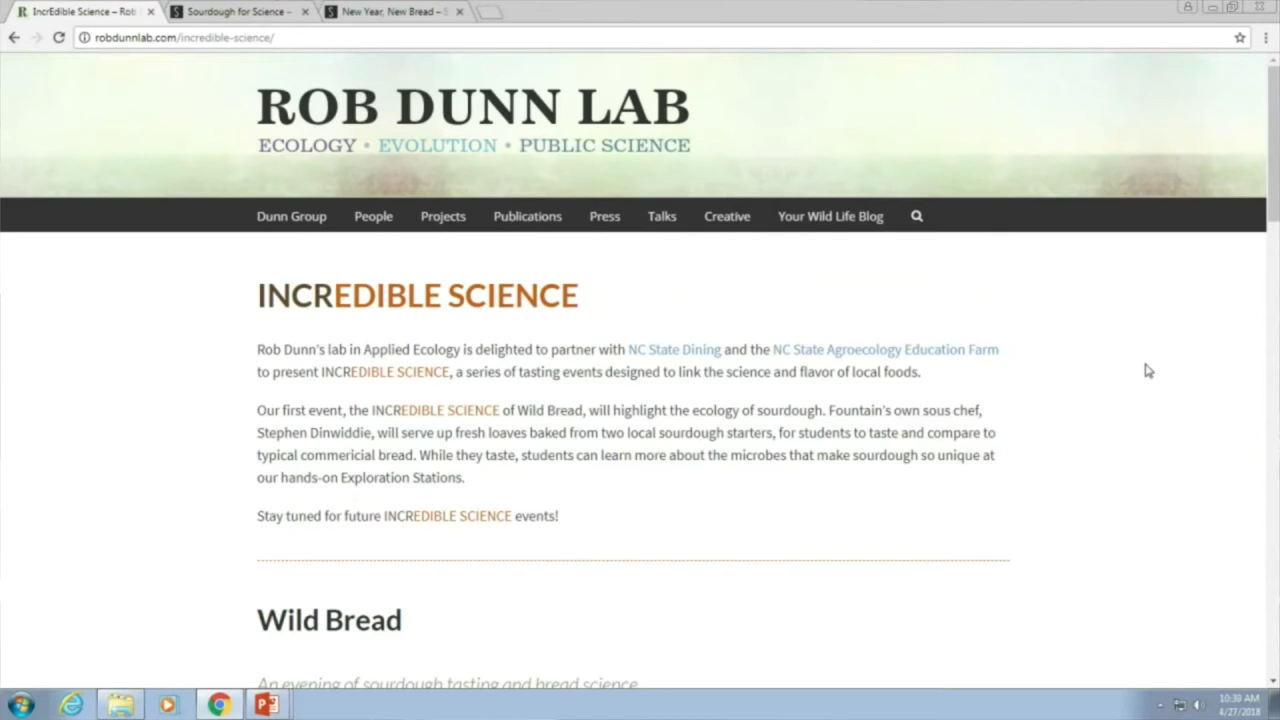 IncrEdible Science – Rob
Sourdough for Science –
New Year, New Bread –
robdunnlab.com/incredible-science/
ROB DUNN LAB
ECOLOGY • EVOLUTION • PUBLIC SCIENCE
Dunn Group People Projects Publications Press Talks Creative Your Wild Life Blog
INCREDIBLE SCIENCE
Rob Dunn's lab in Applied Ecology is delighted to partner with NC State Dining and the NC State Agroecology Education Farm
to present INCREDIBLE SCIENCE, a series of tasting events designed to link the science and flavor of local foods.
Our first event, the INCREDIBLE SCIENCE of Wild Bread, will highlight the ecology of sourdough. Fountain's own sous chef,
Stephen Dinwiddie, will serve up fresh loaves baked from two local sourdough starters, for students to taste and compare to
typical commericial bread. While they taste, students can learn more about the microbes that make sourdough so unique at
our hands-on Exploration Stations.
Stay tuned for future INCREDIBLE SCIENCE events!
Wild Bread
An evening of sourdough tasting and bread science
10:39 AM
4/27/2018